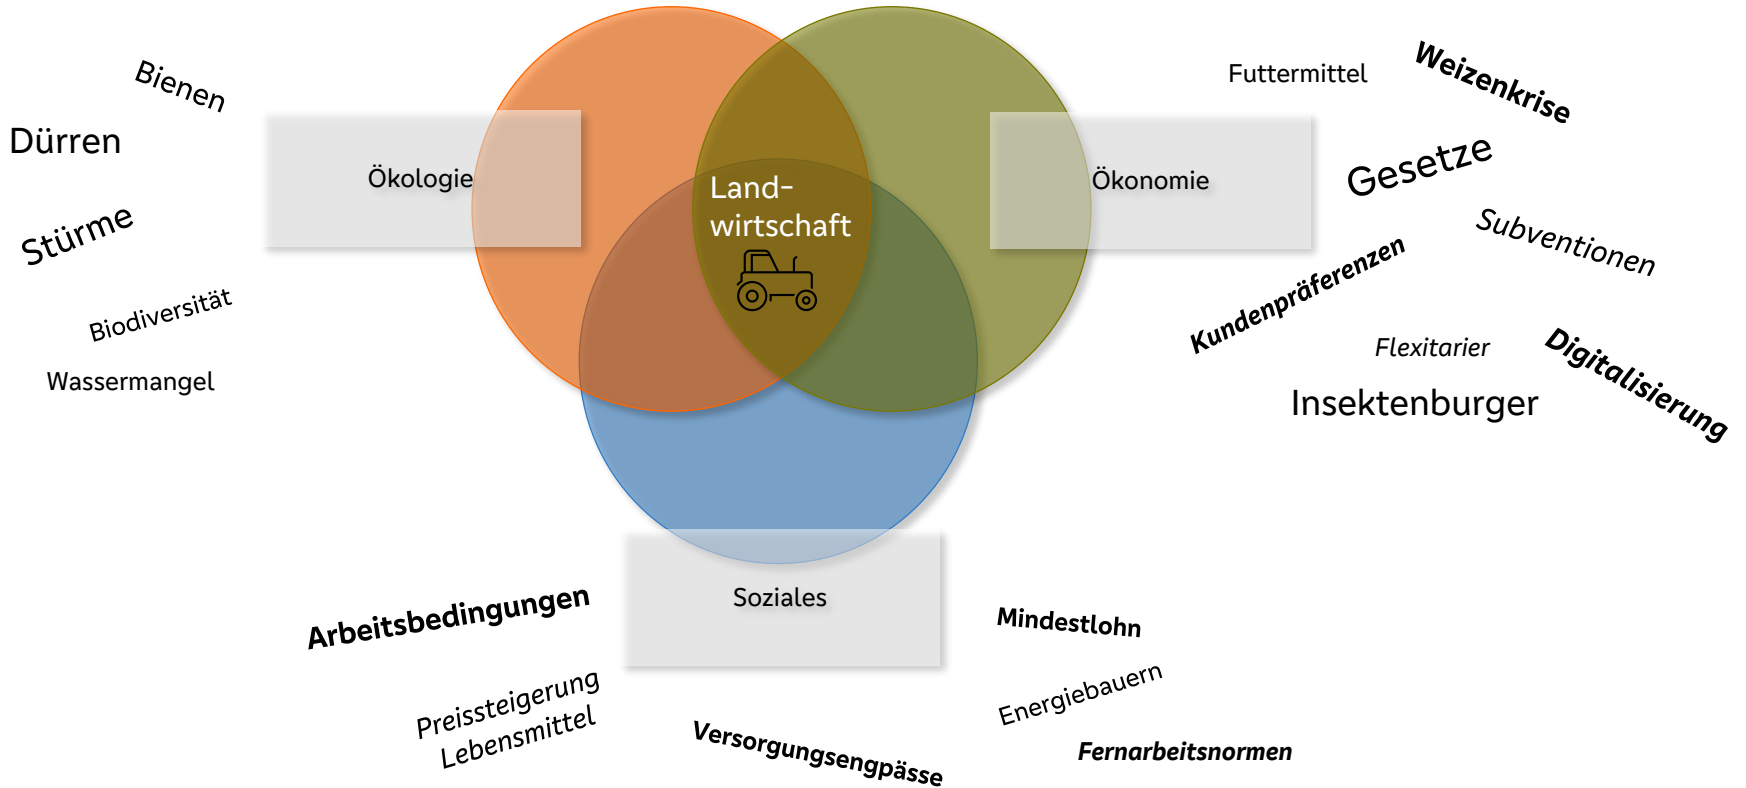 Bienen
Dürren
Stürme
Biodiversität
Wassermangel
Ökologie
Land-
wirtschaft
Ökonomie
Futtermittel
Weizenkrise
Gesetze
Subventionen
Kundenpräferenzen
Flexitarier
Digitalisierung
Insektenburger
Soziales
Arbeitsbedingungen
Preissteigerung
Lebensmittel
Versorgungsengpässe
Mindestlohn
Energiebauern
Fernarbeitsnormen